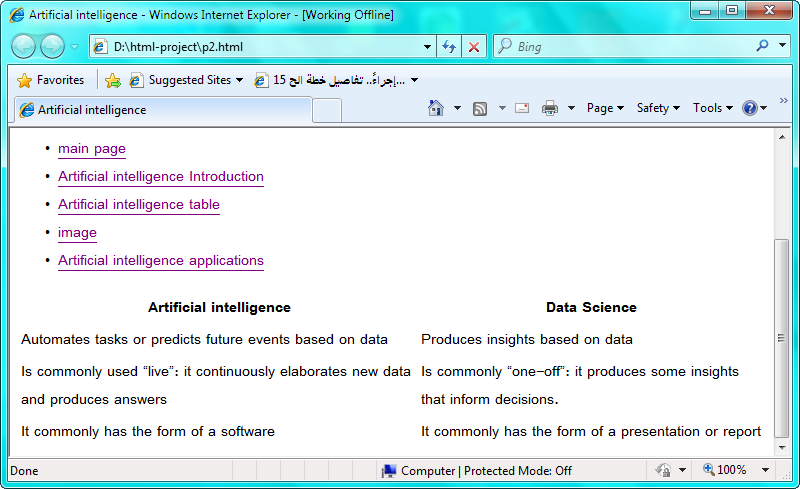 Artificial intelligence - Windows Internet Explorer - [Working Offline]
D:\html-project\p2.html
Bing
Favorites
Suggested Sites
إجراءً.. تفاصيل خطة الح 15...
Artificial intelligence
Page
Safety
Tools
• main page
• Artificial intelligence Introduction
• Artificial intelligence table
• image
• Artificial intelligence applications
Artificial intelligence Data Science
Automates tasks or predicts future events based on data Produces insights based on data
Is commonly used “live”: it continuously elaborates new data and produces answers
Is commonly “one-off”: it produces some insights that inform decisions.
It commonly has the form of a software It commonly has the form of a presentation or report
Done
Computer | Protected Mode: Off
100%